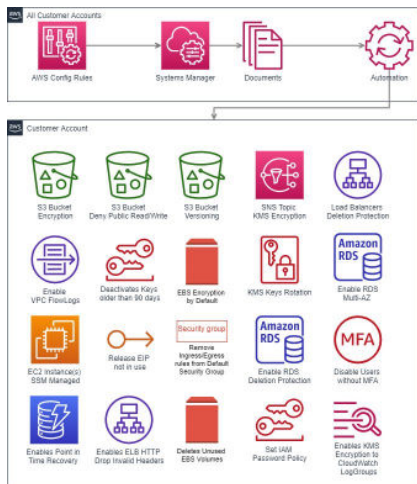 aws
All Customer Accounts
AWS Config Rules
Systems Manager
Documents
Automation
aws
Customer Account
S3 Bucket
Encryption
S3 Bucket
Deny Public Read/Write
S3 Bucket
Versioning
SNS Topic
KMS Encryption
Load Balancers
Deletion Protection
Enable
VPC FlowLogs
Deactivates Keys
older than 90 days
EBS Encryption
by Default
KMS Keys Rotation
Amazon
RDS
Enable RDS
Multi-AZ
EC2 Instance(s)
SSM Managed
Release EIP
not in use
Security group
Remove
Ingress/Egress
rules from Default
Security Group
Amazon
RDS
Enable RDS
Deletion Protection
MFA
Disable Users
without MFA
Enables Point in
Time Recovery
Enables ELB HTTP
Drop Invalid Headers
Deletes Unused
EBS Volumes
Set IAM
Password Policy
Enables KMS
Encryption to
CloudWatch
LogGroups